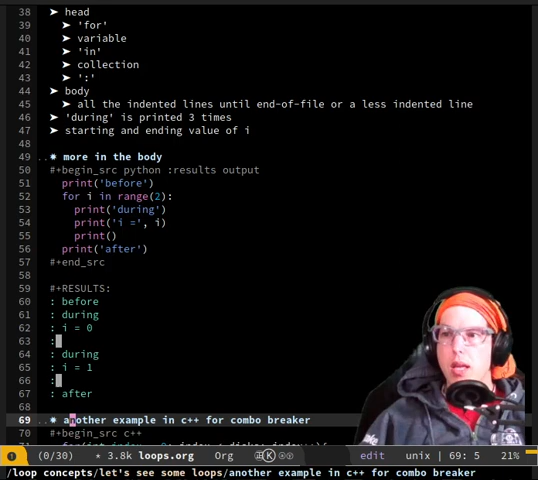 38 ➤ head
39 ➤ 'for'
40 ➤ variable
41 ➤ 'in'
42 ➤ collection
43 ➤ ':'
44 ➤ body
45 ➤ all the indented lines until end-of-file or a less indented line
46 ➤ 'during' is printed 3 times
47 ➤ starting and ending value of i
48
49 ..✸ more in the body
50 #+begin_src python :results output
51 print('before')
52 for i in range(2):
53 print('during')
54 print('i =', i)
55 print()
56 print('after')
57 #+end_src
58
59 #+RESULTS:
60 : before
61 : during
62 : i = 0
63 :
64 : during
65 : i = 1
66 :
67 : after
68
69 ..✸ another example in c++ for combo breaker
70 #+begin_src c++
(0/30) * 3.8k loops.org Org edit unix | 69: 5 21%
/loop concepts/let's see some loops/another example in c++ for combo breaker